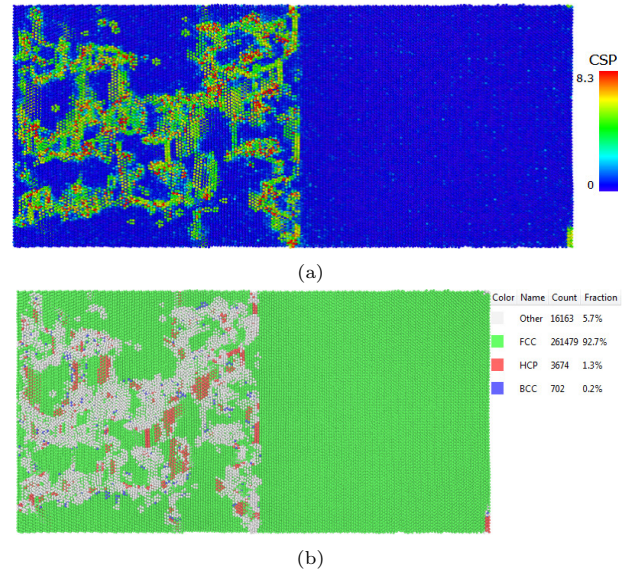 CSP
8.3
0
(a)
Color Name Count Fraction
Other 16163 5.7%
FCC 261479 92.7%
HCP 3674 1.3%
BCC 702 0.2%
(b)